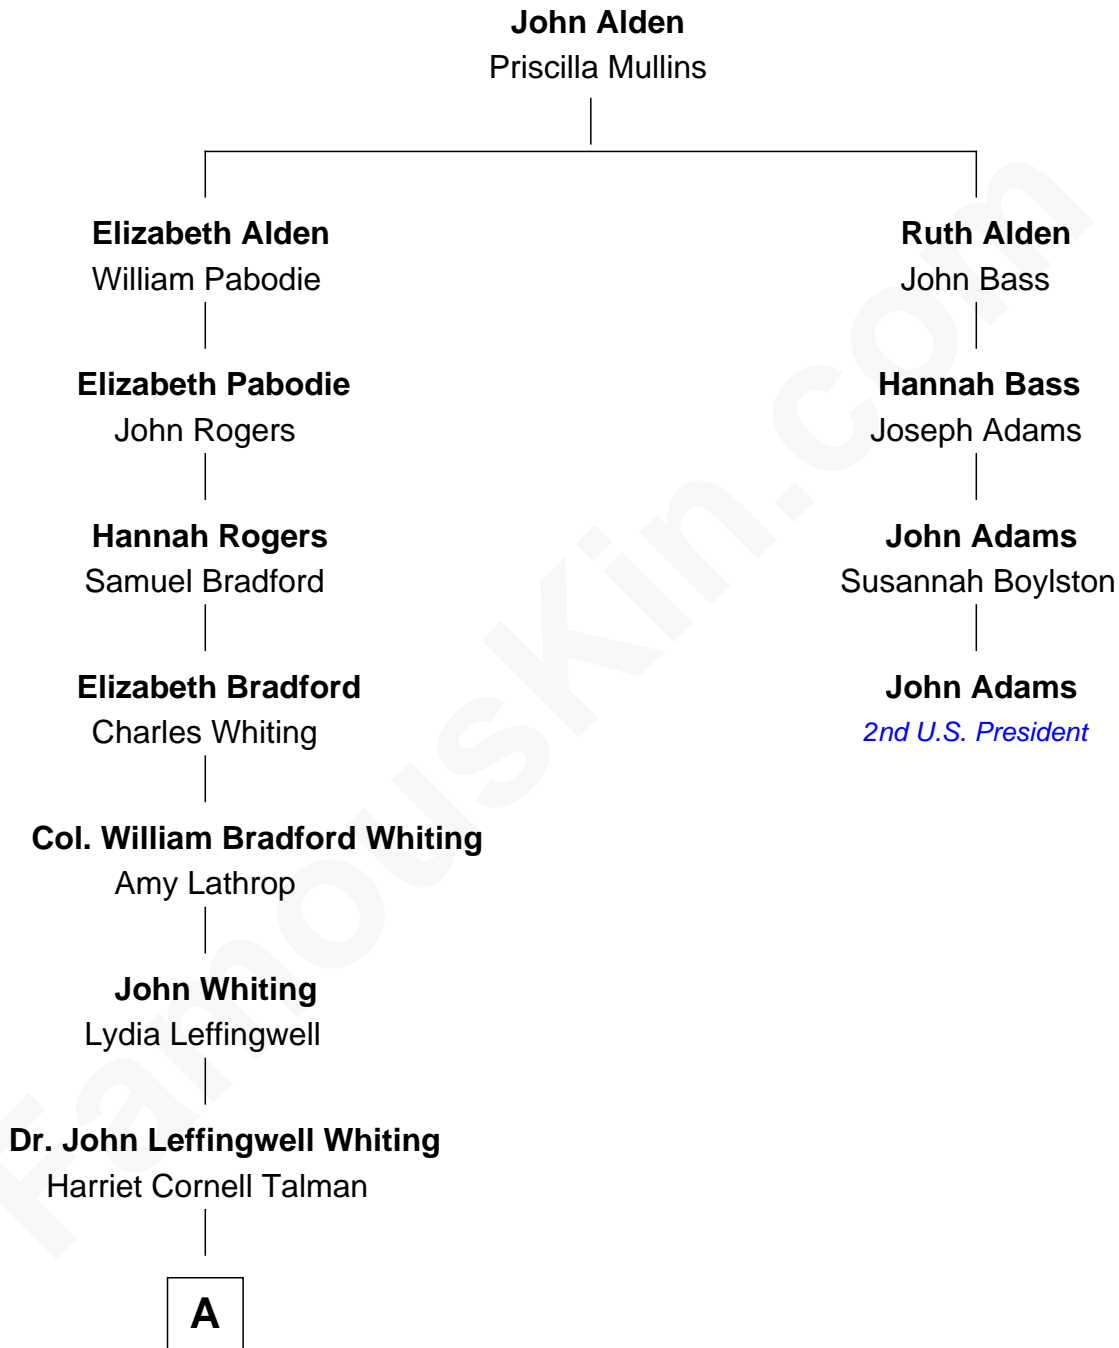 John Alden
Priscilla Mullins
Elizabeth Alden
William Pabodie
Ruth Alden
John Bass
Elizabeth Pabodie
John Rogers
Hannah Bass
Joseph Adams
Hannah Rogers
Samuel Bradford
John Adams
Susannah Boylston
Elizabeth Bradford
Charles Whiting
John Adams
2nd U.S. President
Col. William Bradford Whiting
Amy Lathrop
John Whiting
Lydia Leffingwell
Dr. John Leffingwell Whiting
Harriet Cornell Talman
A
FamousKin.com